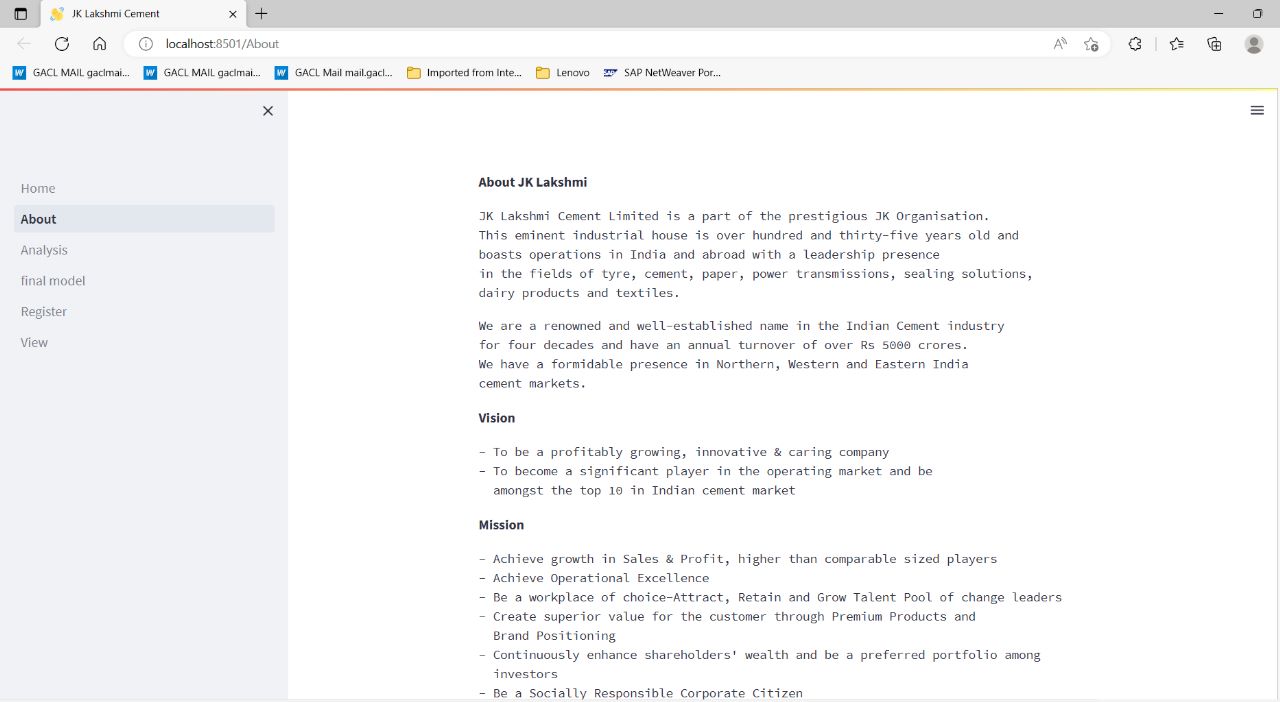 JK Lakshmi Cement
localhost:8501/About
GACL MAIL gaclmai...
GACL MAIL gaclmai...
GACL Mail mail.gacl...
Imported from Inte...
Lenovo
SAP NetWeaver Por...
Home
About
Analysis
final model
Register
View
About JK Lakshmi
JK Lakshmi Cement Limited is a part of the prestigious JK Organisation.
This eminent industrial house is over hundred and thirty-five years old and
boasts operations in India and abroad with a leadership presence
in the fields of tyre, cement, paper, power transmissions, sealing solutions,
dairy products and textiles.
We are a renowned and well-established name in the Indian Cement industry
for four decades and have an annual turnover of over Rs 5000 crores.
We have a formidable presence in Northern, Western and Eastern India
cement markets.
Vision
- To be a profitably growing, innovative & caring company
- To become a significant player in the operating market and be
amongst the top 10 in Indian cement market
Mission
- Achieve growth in Sales & Profit, higher than comparable sized players
- Achieve Operational Excellence
- Be a workplace of choice-Attract, Retain and Grow Talent Pool of change leaders
- Create superior value for the customer through Premium Products and
Brand Positioning
- Continuously enhance shareholders' wealth and be a preferred portfolio among
investors
- Be a Socially Responsible Corporate Citizen